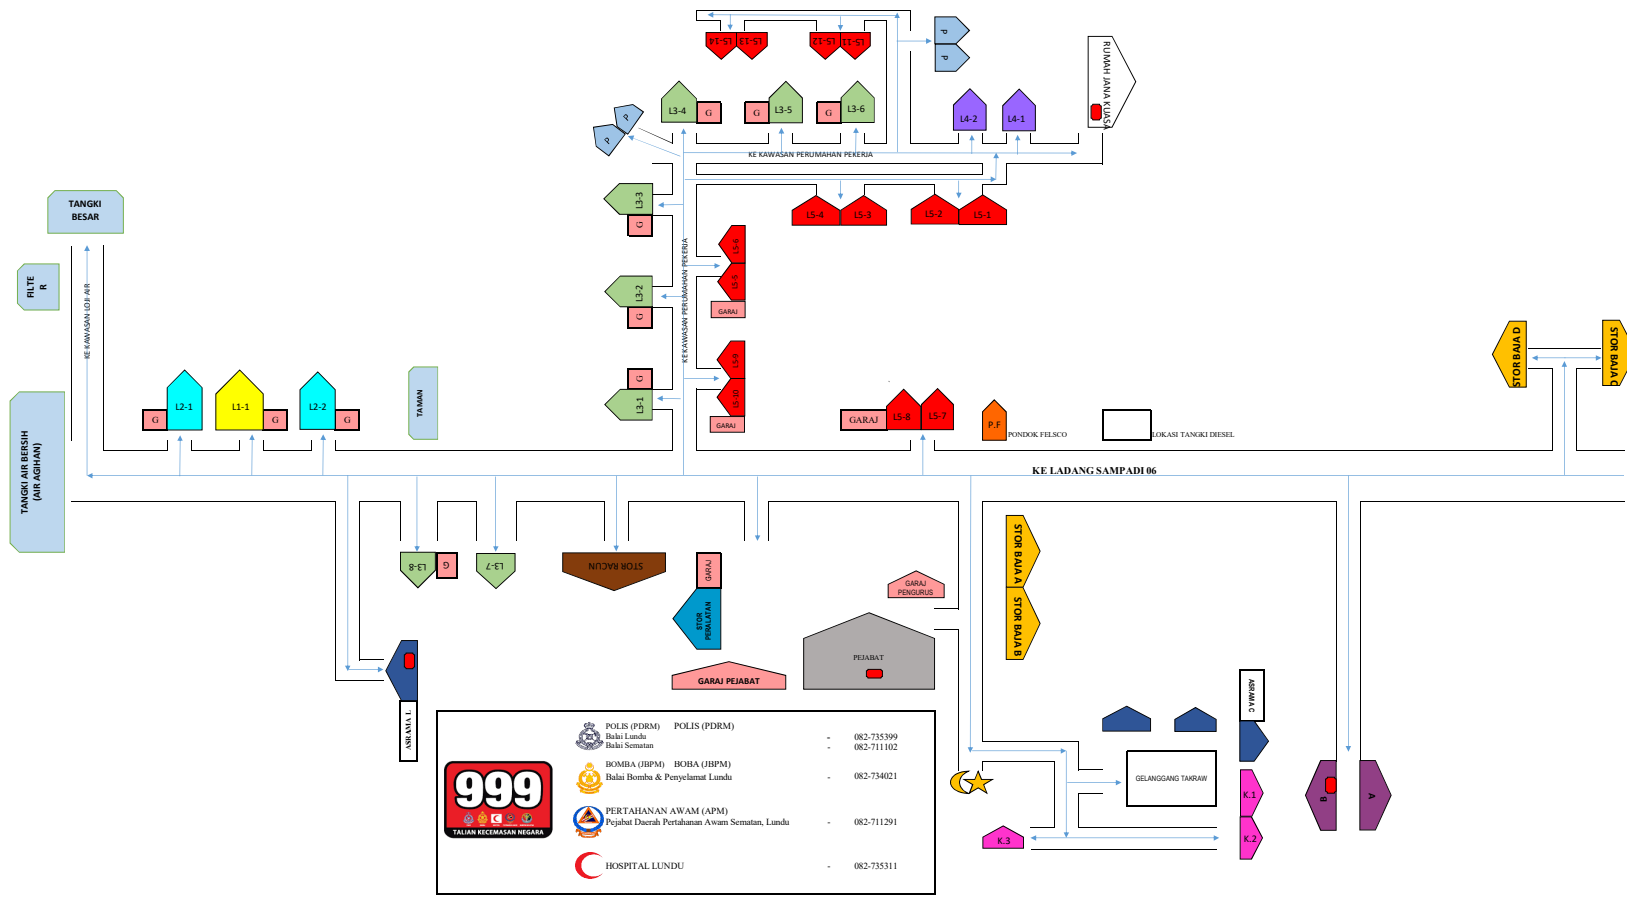 L5-14
L5-13
L5-12
L5-11
P
P
RUMAH JANA KUASA
L3-4
G
G
L3-5
G
L3-6
L4-2
L4-1
P
P
KE KAWASAN PERUMAHAN PEKERJA
TANGKI
BESAR
L3-3
G
L5-4
L5-3
L5-2
L5-1
KE KAWASAN PERUMAHAN PEKERJA
L5-6
L5-5
GARAJ
FILTE
R
KE KAWASAN LOJI AIR
L3-2
G
STOR BAJA D
STOR BAJA C
L5-9
L5-10
GARAJ
G
L3-1
TANGKI AIR BERSIH
(AIR AGIHAN)
G
L2-1
L1-1
G
L2-2
G
TAMAN
GARAJ
L5-8
L5-7
P.F
PONDOK FELSCO
LOKASI TANGKI DIESEL
KE LADANG SAMPADI 06
L3-8
G
L3-7
STOR RACUN
GARAJ
STOR
PERALATAN
GARAJ
PENGURUS
STOR BAJA A
STOR BAJA B
PEJABAT
GARAJ PEJABAT
ASRAMA L
ASRAMA C
GELANGGANG TAKRAW
K.1
K.2
K.3
B
A
999
TALIAN KECEMASAN NEGARA
POLIS (PDRM) POLIS (PDRM)
Balai Lundu - 082-735399
Balai Sematan - 082-711102
BOMBA (JBPM) BOBA (JBPM)
Balai Bomba & Penyelamat Lundu - 082-734021
PERTAHANAN AWAM (APM)
Pejabat Daerah Pertahanan Awam Sematan, Lundu - 082-711291
HOSPITAL LUNDU - 082-735311